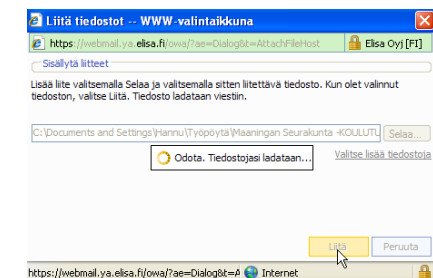 Liitä tiedostot -- WWW-valintaikkuna
https://webmail.ya.elisa.fi/owa/?ae=Dialog&t=AttachFileHost Elisa Oyj [FI]
Sisällytä liitteet
Lisää liite valitsemalla Selaa ja valitsemalla sitten liitettävä tiedosto. Kun olet valinnut
tiedoston, valitse Liitä. Tiedosto ladataan viestiin.
C:\Documents and Settings\Hannu\Työpöytä\Maaningan Seurakunta -KOULUTU Selaa...
Odota. Tiedostojasi ladataan... Valitse lisää tiedostoja
Liitä Peruuta
https://webmail.ya.elisa.fi/owa/?ae=Dialog&t=A Internet